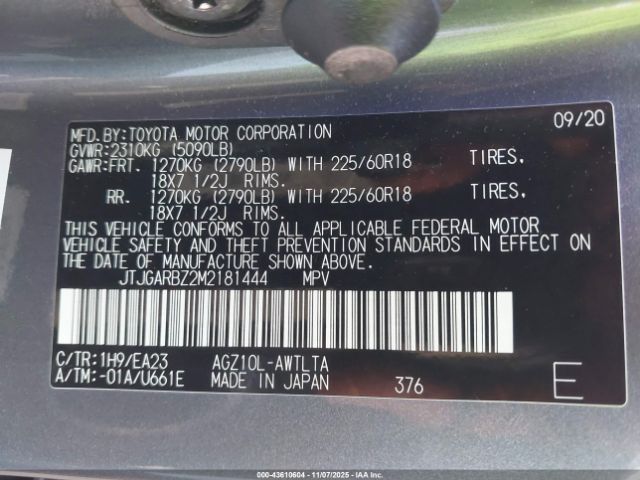 MFD.BY:TOYOTA MOTOR CORPORATION 09/20
GVWR:2310KG (5090LB)
GAWR:FRT. 1270KG (2790LB) WITH 225/60R18 TIRES,
18X7 1/2J RIMS.
RR. 1270KG (2790LB) WITH 225/60R18 TIRES,
18X7 1/2J RIMS.
THIS VEHICLE CONFORMS TO ALL APPLICABLE FEDERAL MOTOR
VEHICLE SAFETY AND THEFT PREVENTION STANDARDS IN EFFECT ON
THE DATE OF MANUFACTURE SHOWN ABOVE.
JTJGARBZ2M2181444 MPV
C/TR:1H9/EA23 AGZ10L-AWTLTA
A/TM:-01A/U661E MADE IN JAPAN 376 E
000-43610604 - 11/07/2025 - IAA Corp.